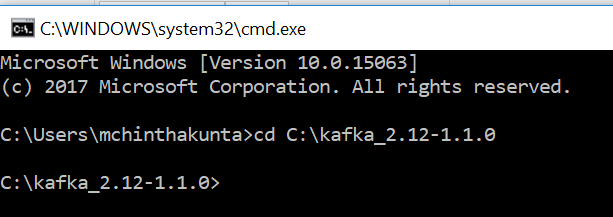 C:\WINDOWS\system32\cmd.exe
Microsoft Windows [Version 10.0.15063]
(c) 2017 Microsoft Corporation. All rights reserved.
C:\Users\mchinthakunta>cd C:\kafka_2.12-1.1.0
C:\kafka_2.12-1.1.0>